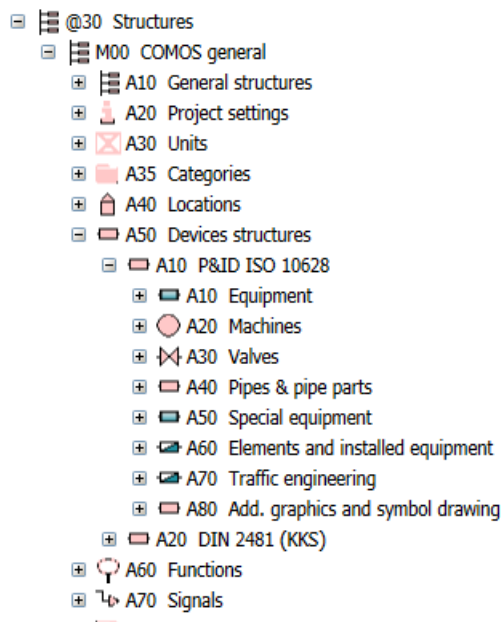 @30 Structures
M00 COMOS general
A10 General structures
A20 Project settings
A30 Units
A35 Categories
A40 Locations
A50 Devices structures
A10 P&ID ISO 10628
A10 Equipment
A20 Machines
A30 Valves
A40 Pipes & pipe parts
A50 Special equipment
A60 Elements and installed equipment
A70 Traffic engineering
A80 Add. graphics and symbol drawing
A20 DIN 2481 (KKS)
A60 Functions
A70 Signals